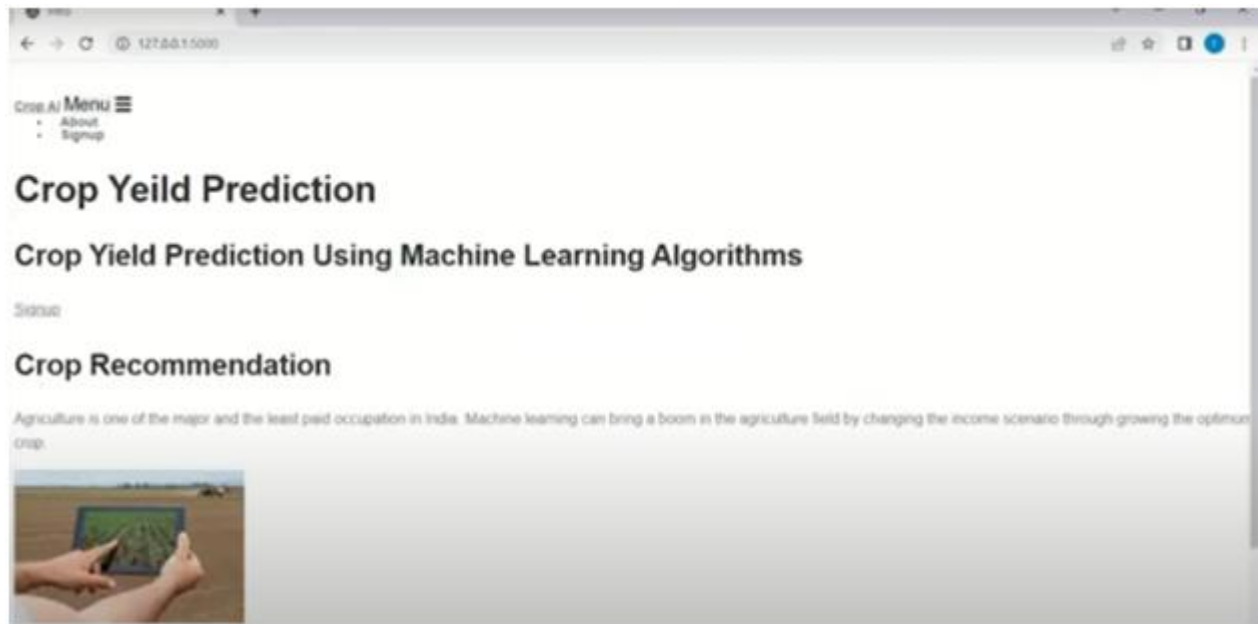 127.0.0.1:5000
Crop AI Menu
About
Signup
Crop Yeild Prediction
Crop Yield Prediction Using Machine Learning Algorithms
Signup
Crop Recommendation
Agriculture is one of the major and the least paid occupation in India. Machine learning can bring a boom in the agriculture field by changing the income scenario through growing the optimum
crop.